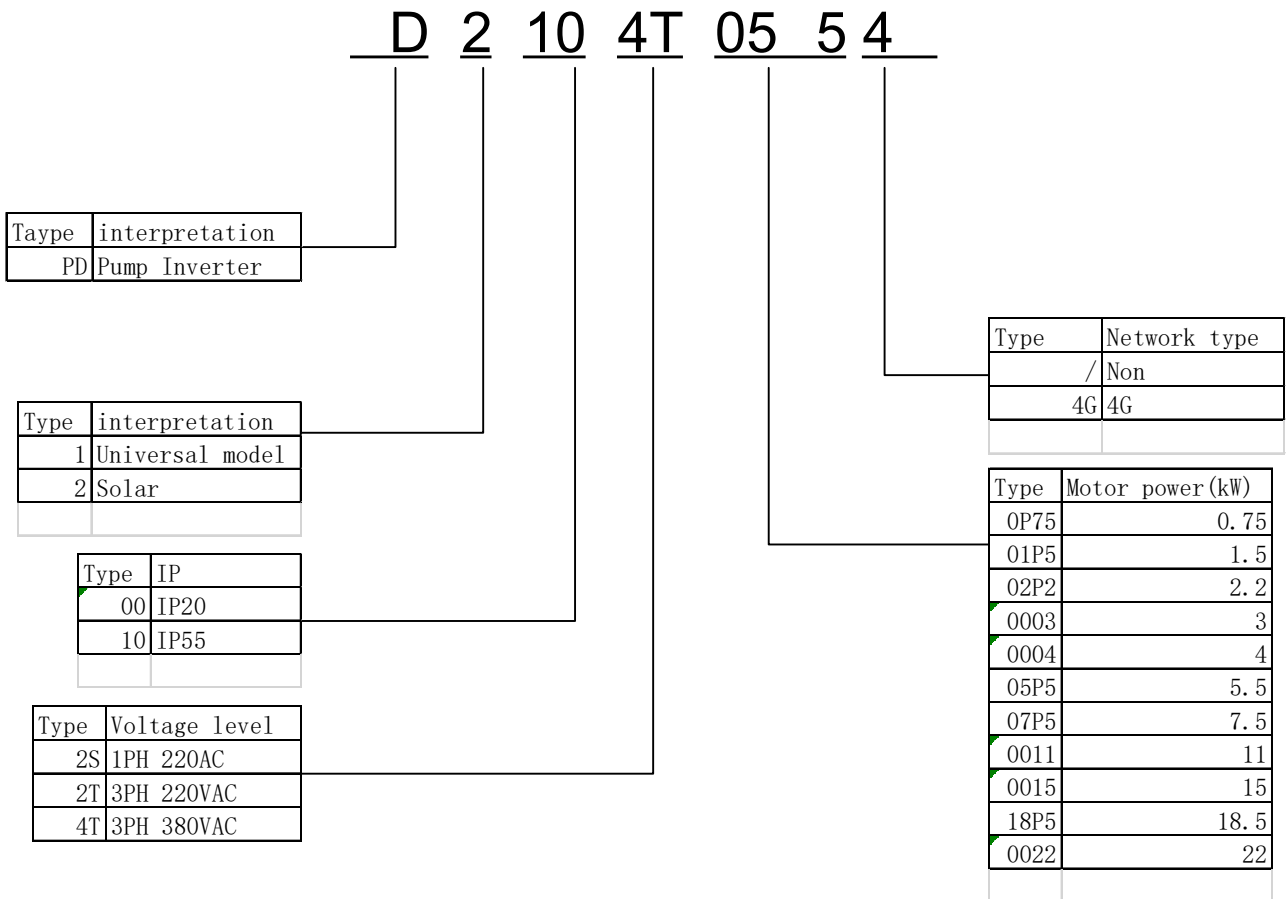 D 2 10 4T 05 5 4
Taype interpretation
PD Pump Inverter
Type interpretation
1 Universal model
2 Solar
Type IP
00 IP20
10 IP55
Type Voltage level
2S 1PH 220AC
2T 3PH 220VAC
4T 3PH 380VAC
Type Network type
/ Non
4G 4G
Type Motor power(kW)
0P75 0.75
01P5 1.5
02P2 2.2
0003 3
0004 4
05P5 5.5
07P5 7.5
0011 11
0015 15
18P5 18.5
0022 22